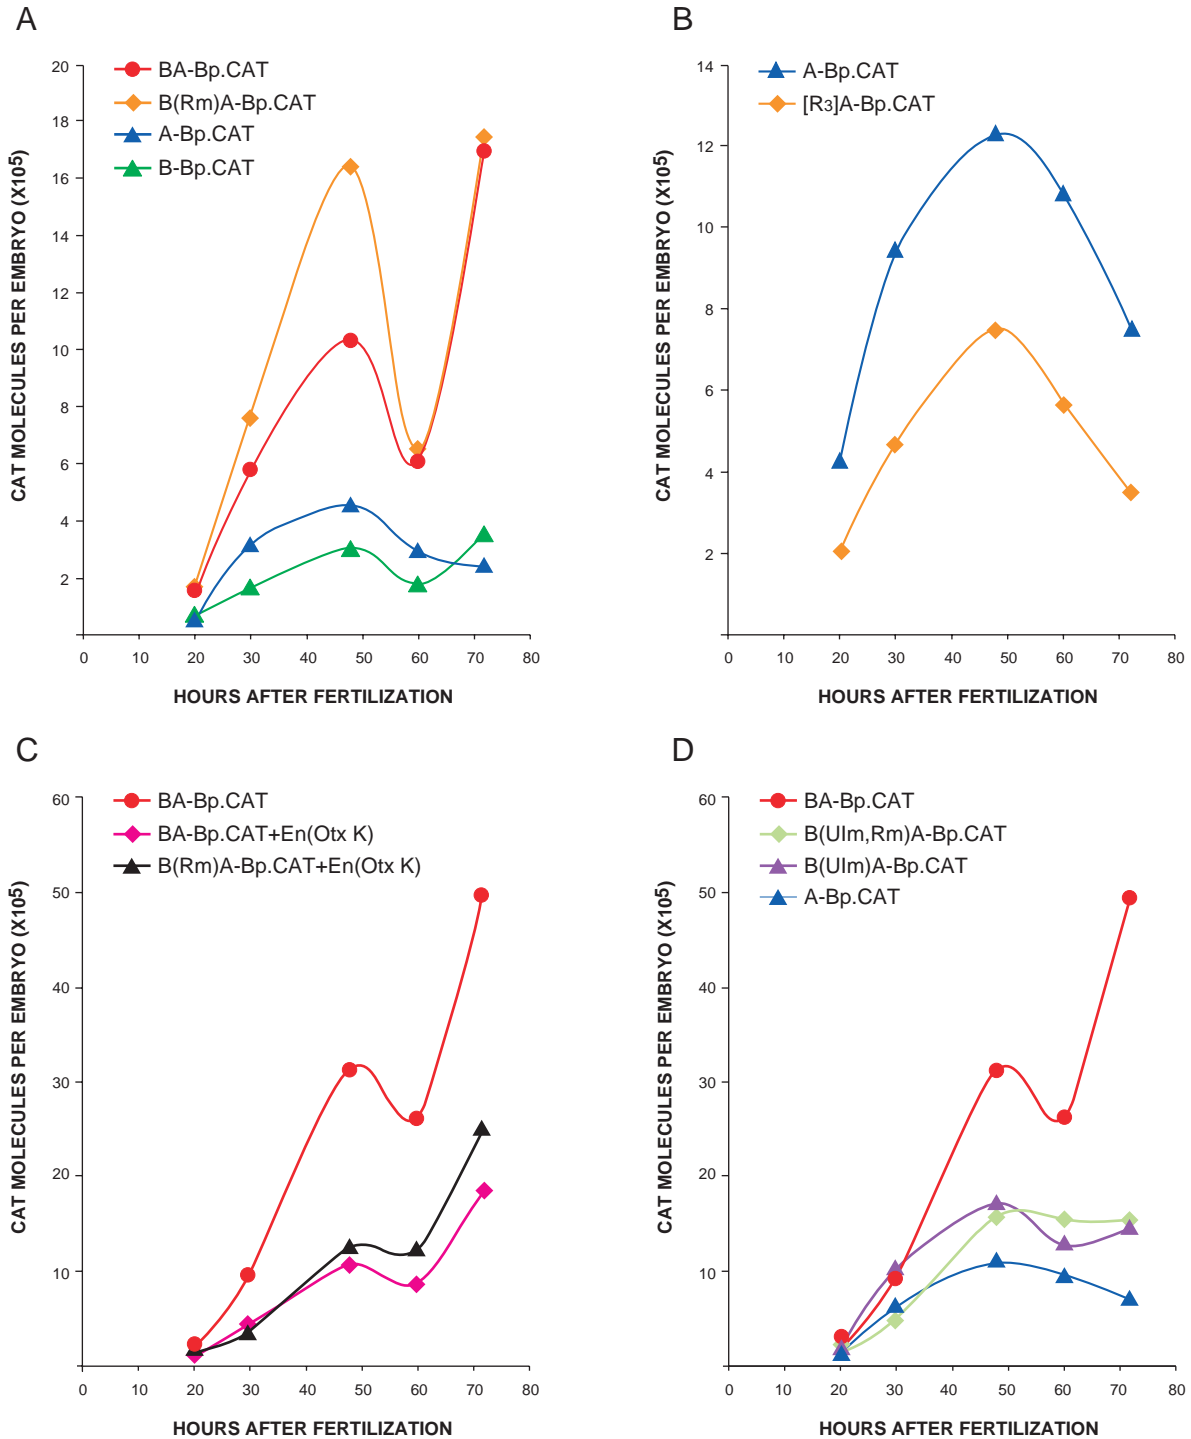 A
BA-Bp.CAT
B(Rm)A-Bp.CAT
A-Bp.CAT
B-Bp.CAT
CAT MOLECULES PER EMBRYO (X10⁵)
20
18
16
14
12
10
8
6
4
2
0 10 20 30 40 50 60 70 80
HOURS AFTER FERTILIZATION
B
A-Bp.CAT
[R3]A-Bp.CAT
CAT MOLECULES PER EMBRYO (X10⁵)
14
12
10
8
6
4
2
0 10 20 30 40 50 60 70 80
HOURS AFTER FERTILIZATION
C
BA-Bp.CAT
BA-Bp.CAT+En(Otx K)
B(Rm)A-Bp.CAT+En(Otx K)
CAT MOLECULES PER EMBRYO (X10⁵)
60
50
40
30
20
10
0 10 20 30 40 50 60 70 80
HOURS AFTER FERTILIZATION
D
BA-Bp.CAT
B(UIm,Rm)A-Bp.CAT
B(UIm)A-Bp.CAT
A-Bp.CAT
CAT MOLECULES PER EMBRYO (X10⁵)
60
50
40
30
20
10
0 10 20 30 40 50 60 70 80
HOURS AFTER FERTILIZATION